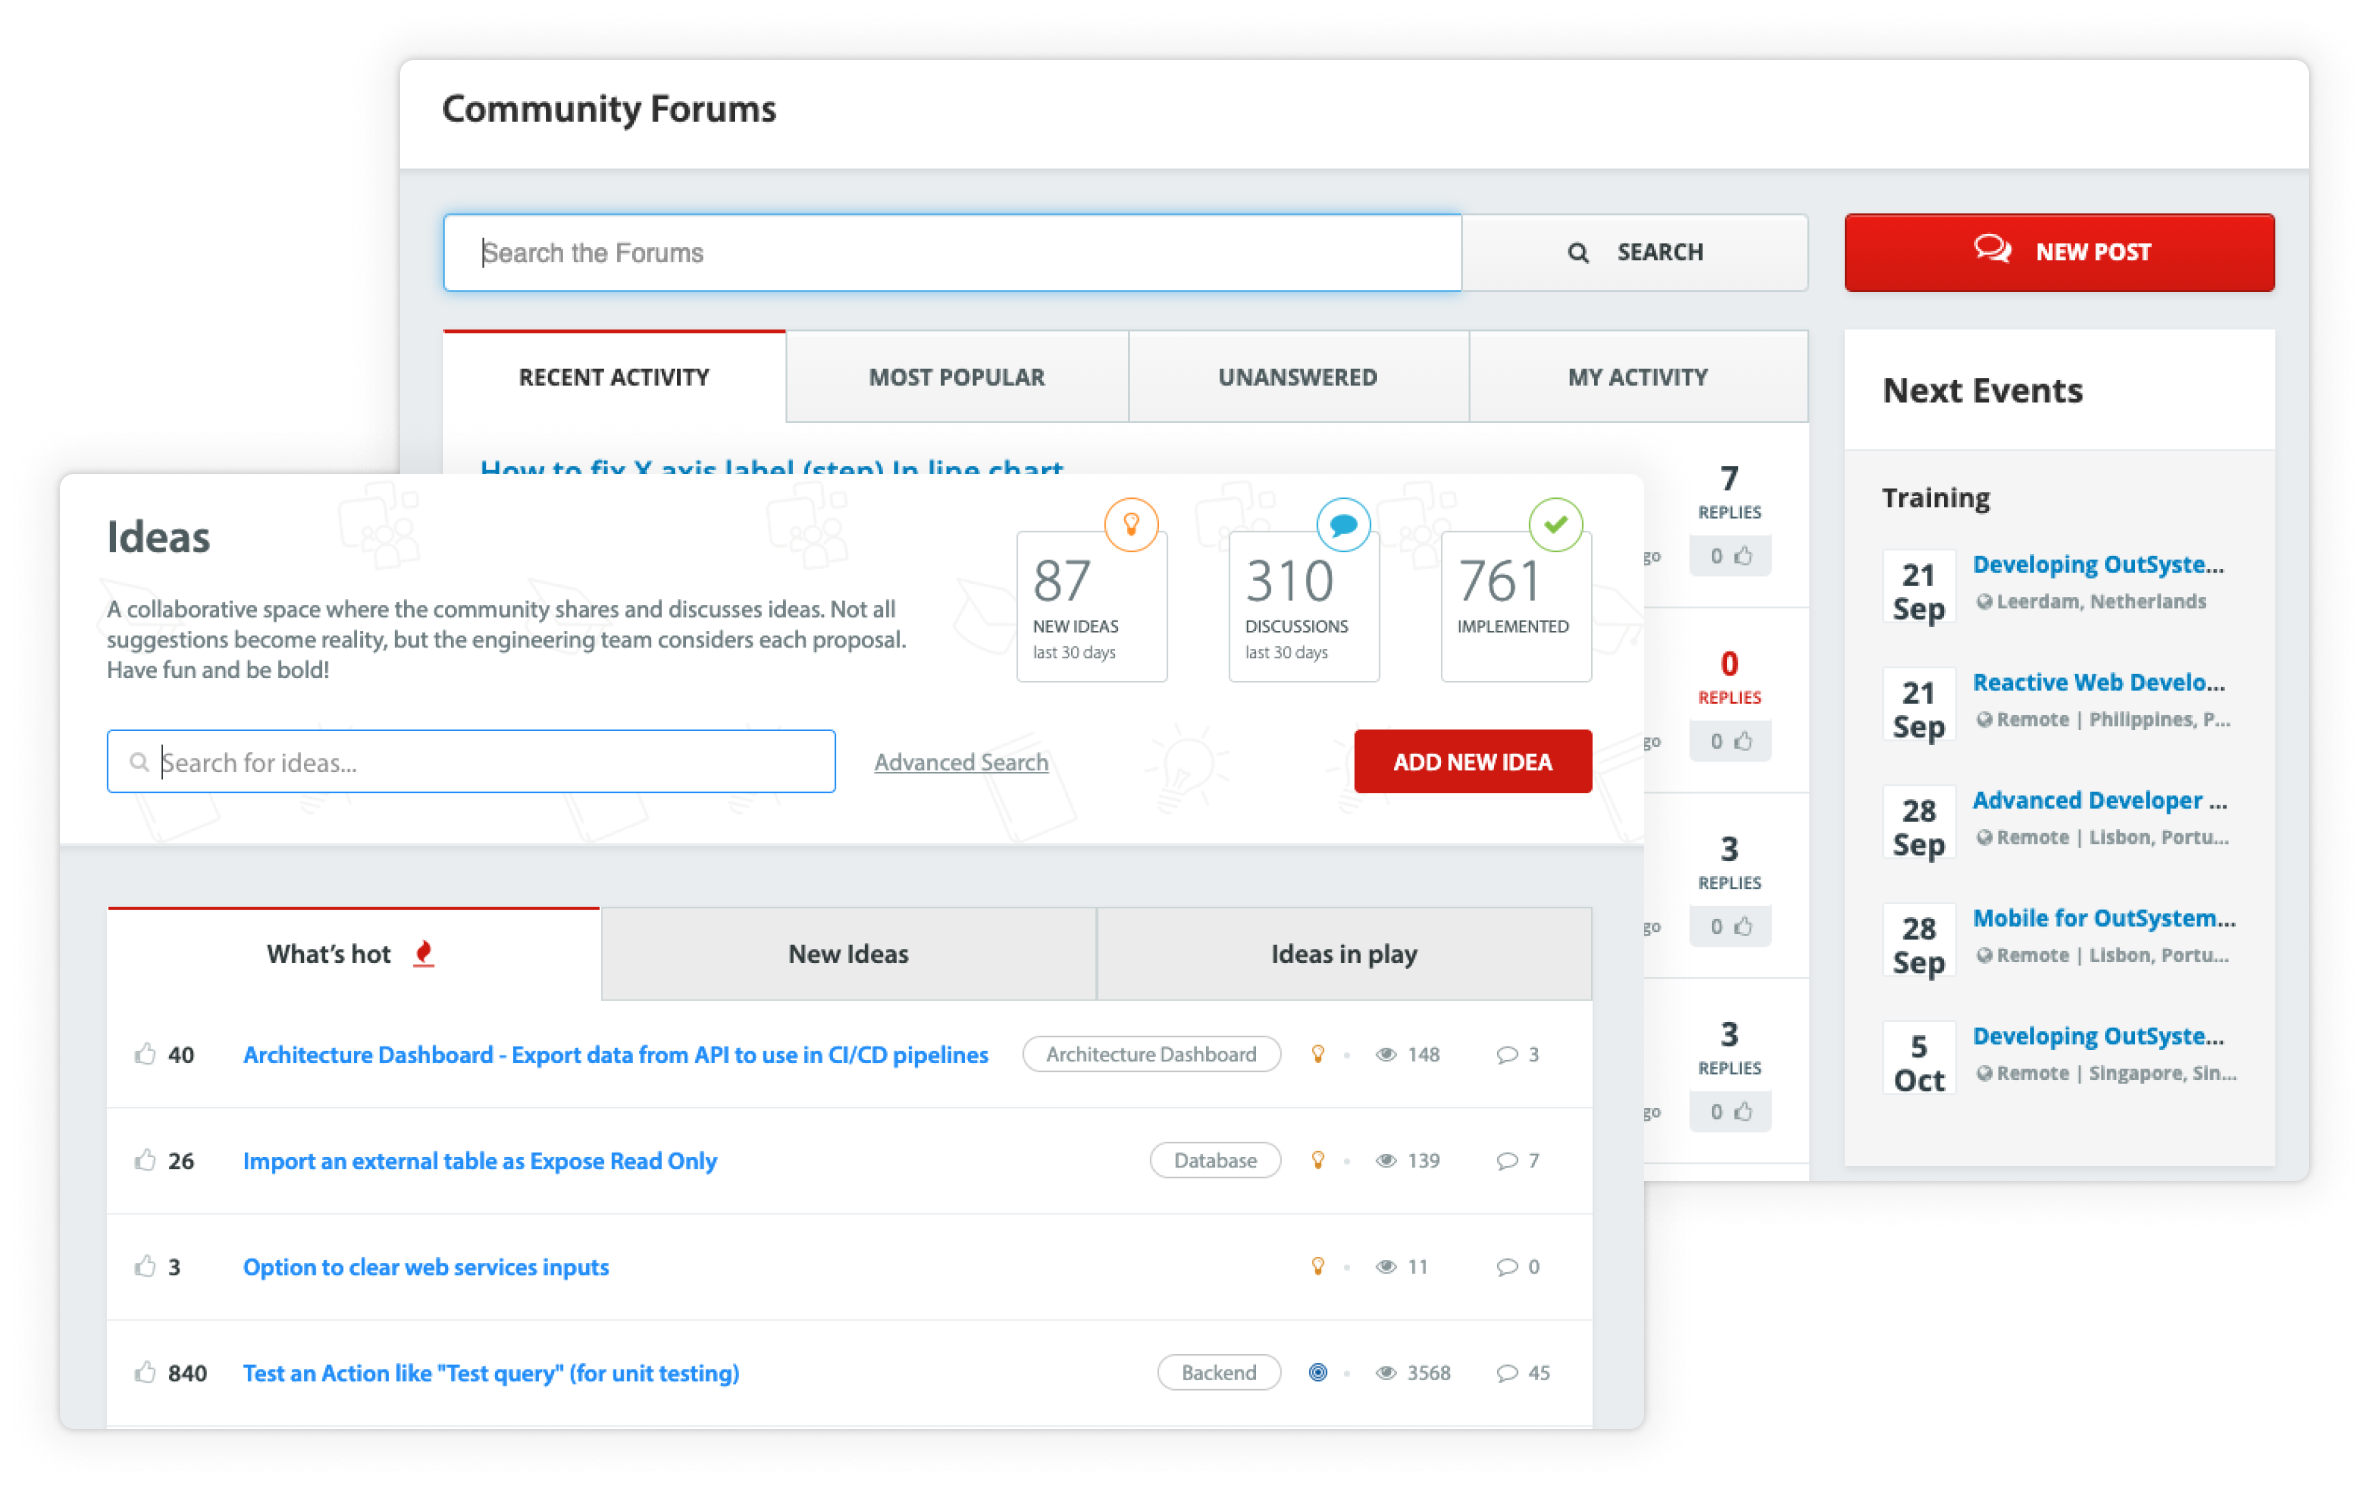 Community Forums
Search the Forums
SEARCH
NEW POST
RECENT ACTIVITY
MOST POPULAR
UNANSWERED
MY ACTIVITY
How to fix X axis label (step) In line chart
7
REPLIES
go
0
0
REPLIES
go
0
3
REPLIES
go
0
3
REPLIES
go
0
Next Events
Training
21
Sep
Developing OutSyste...
Leerdam, Netherlands
21
Sep
Reactive Web Develo...
Remote | Philippines, P...
28
Sep
Advanced Developer ...
Remote | Lisbon, Portu...
28
Sep
Mobile for OutSystem...
Remote | Lisbon, Portu...
5
Oct
Developing OutSyste...
Remote | Singapore, Sin...
Ideas
A collaborative space where the community shares and discusses ideas. Not all
suggestions become reality, but the engineering team considers each proposal.
Have fun and be bold!
87
NEW IDEAS
last 30 days
310
DISCUSSIONS
last 30 days
761
IMPLEMENTED
Search for ideas...
Advanced Search
ADD NEW IDEA
What's hot
New Ideas
Ideas in play
40 Architecture Dashboard - Export data from API to use in CI/CD pipelines Architecture Dashboard 148 3
26 Import an external table as Expose Read Only Database 139 7
3 Option to clear web services inputs 11 0
840 Test an Action like "Test query" (for unit testing) Backend 3568 45